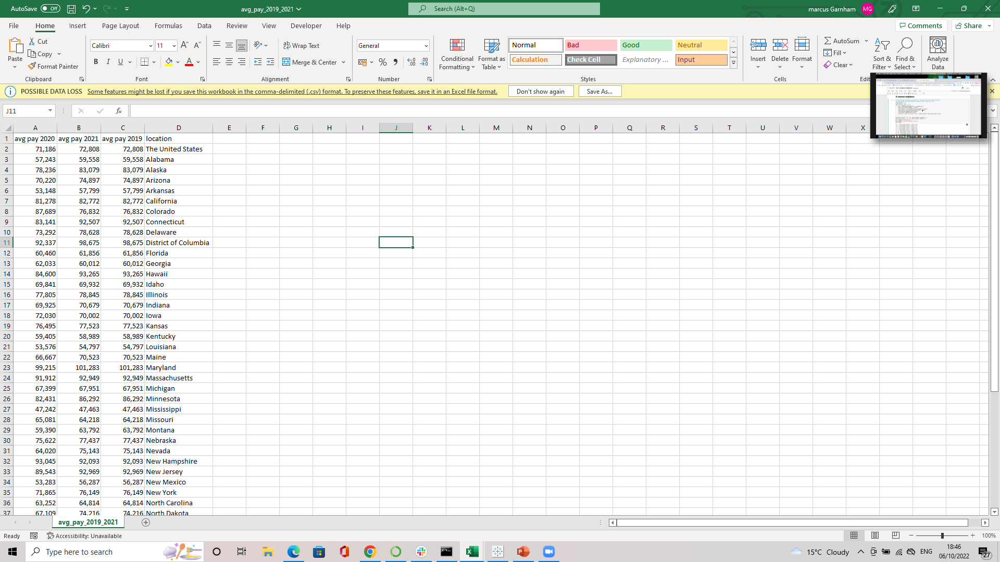 AutoSave Off avg_pay_2019_2021 Search (Alt+Q) marcus Garnham MG
File Home Insert Page Layout Formulas Data Review View Developer Help Comments Share
Paste Cut Copy Format Painter Clipboard
Calibri 11 B I U Font
Wrap Text Merge & Center Alignment
General % Number
Conditional Formatting Format as Table
Normal Bad Good Neutral
Calculation Check Cell Explanatory ... Input
Styles
Insert Delete Format Cells
AutoSum Fill Clear Sort & Filter Find & Select
Analyze Data
POSSIBLE DATA LOSS Some features might be lost if you save this workbook in the comma-delimited (.csv) format. To preserve these features, save it in an Excel file format. Don't show again Save As...
J11 fx
A B C D E F G H I J K L M N O P Q R S T U V W X
1 avg pay 2020 avg pay 2021 avg pay 2019 location
2 71,186 72,808 72,808 The United States
3 57,243 59,558 59,558 Alabama
4 78,236 83,079 83,079 Alaska
5 70,220 74,897 74,897 Arizona
6 53,148 57,799 57,799 Arkansas
7 81,278 82,772 82,772 California
8 87,689 76,832 76,832 Colorado
9 83,141 92,507 92,507 Connecticut
10 73,292 78,628 78,628 Delaware
11 92,337 98,675 98,675 District of Columbia
12 60,460 61,856 61,856 Florida
13 62,033 60,012 60,012 Georgia
14 84,600 93,265 93,265 Hawaii
15 69,841 69,932 69,932 Idaho
16 77,805 78,845 78,845 Illinois
17 69,925 70,679 70,679 Indiana
18 72,030 70,002 70,002 Iowa
19 76,495 77,523 77,523 Kansas
20 59,405 58,989 58,989 Kentucky
21 53,576 54,797 54,797 Louisiana
22 66,667 70,523 70,523 Maine
23 99,215 101,283 101,283 Maryland
24 91,912 92,949 92,949 Massachusetts
25 67,399 67,951 67,951 Michigan
26 82,431 86,292 86,292 Minnesota
27 47,242 47,463 47,463 Mississippi
28 65,081 64,218 64,218 Missouri
29 59,390 63,792 63,792 Montana
30 75,622 77,437 77,437 Nebraska
31 64,020 75,143 75,143 Nevada
32 93,045 92,093 92,093 New Hampshire
33 89,543 92,969 92,969 New Jersey
34 53,283 56,287 56,287 New Mexico
35 71,865 76,149 76,149 New York
36 63,252 64,814 64,814 North Carolina
37 67,109 74,216 74,216 North Dakota
avg_pay_2019_2021
Ready Accessibility: Unavailable 100%
Type here to search 15°C Cloudy ENG 18:46 06/10/2022 27